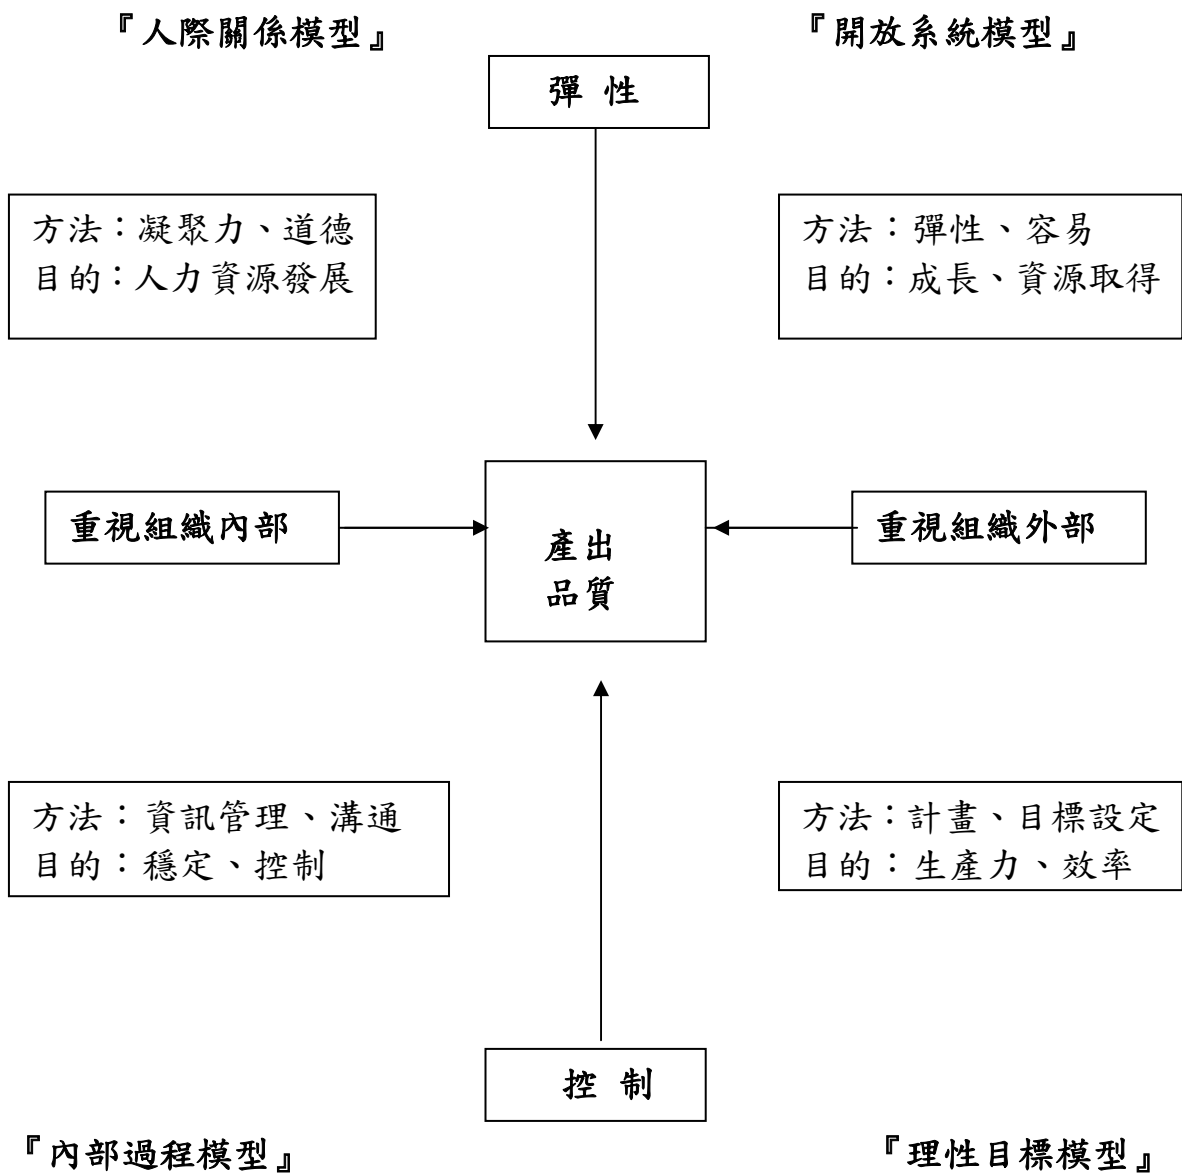 『人際關係模型』
『開放系統模型』
彈 性
方法：凝聚力、道德
目的：人力資源發展
方法：彈性、容易
目的：成長、資源取得
重視組織內部
產出
品質
重視組織外部
方法：資訊管理、溝通
目的：穩定、控制
方法：計畫、目標設定
目的：生產力、效率
控 制
『內部過程模型』
『理性目標模型』